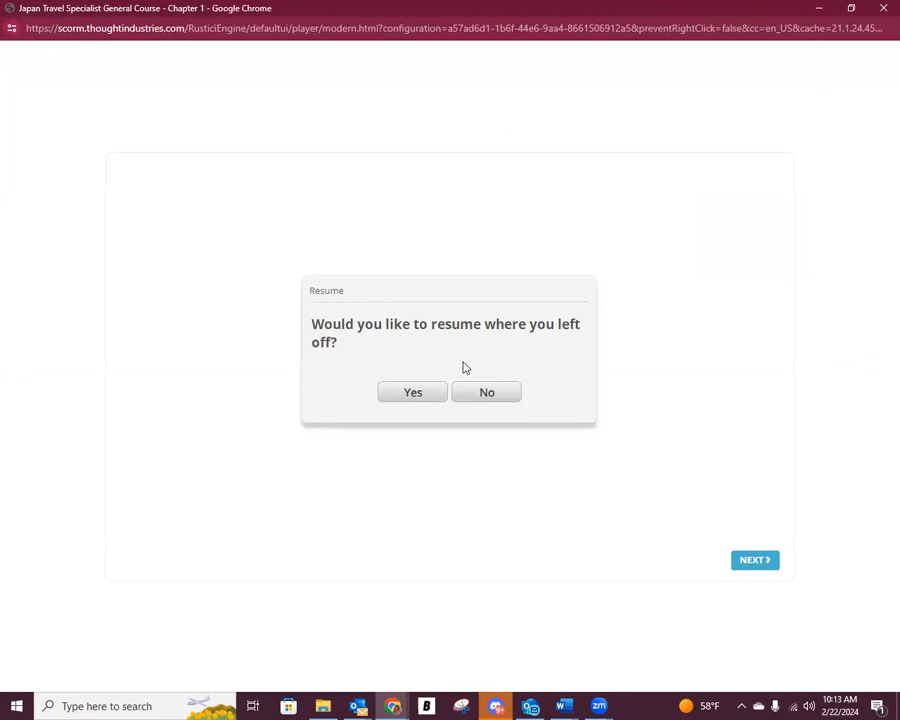 Japan Travel Specialist General Course - Chapter 1 - Google Chrome
https://scorm.thoughtindustries.com/RusticiEngine/defaultui/player/modern.html?configuration=a57ad6d1-1b6f-44e6-9aa4-8661506912a5&preventRightClick=false&cc=en_US&cache=21.1.24.45...
Resume
Would you like to resume where you left
off?
Yes No
NEXT
Type here to search
58°F
10:13 AM
2/22/2024